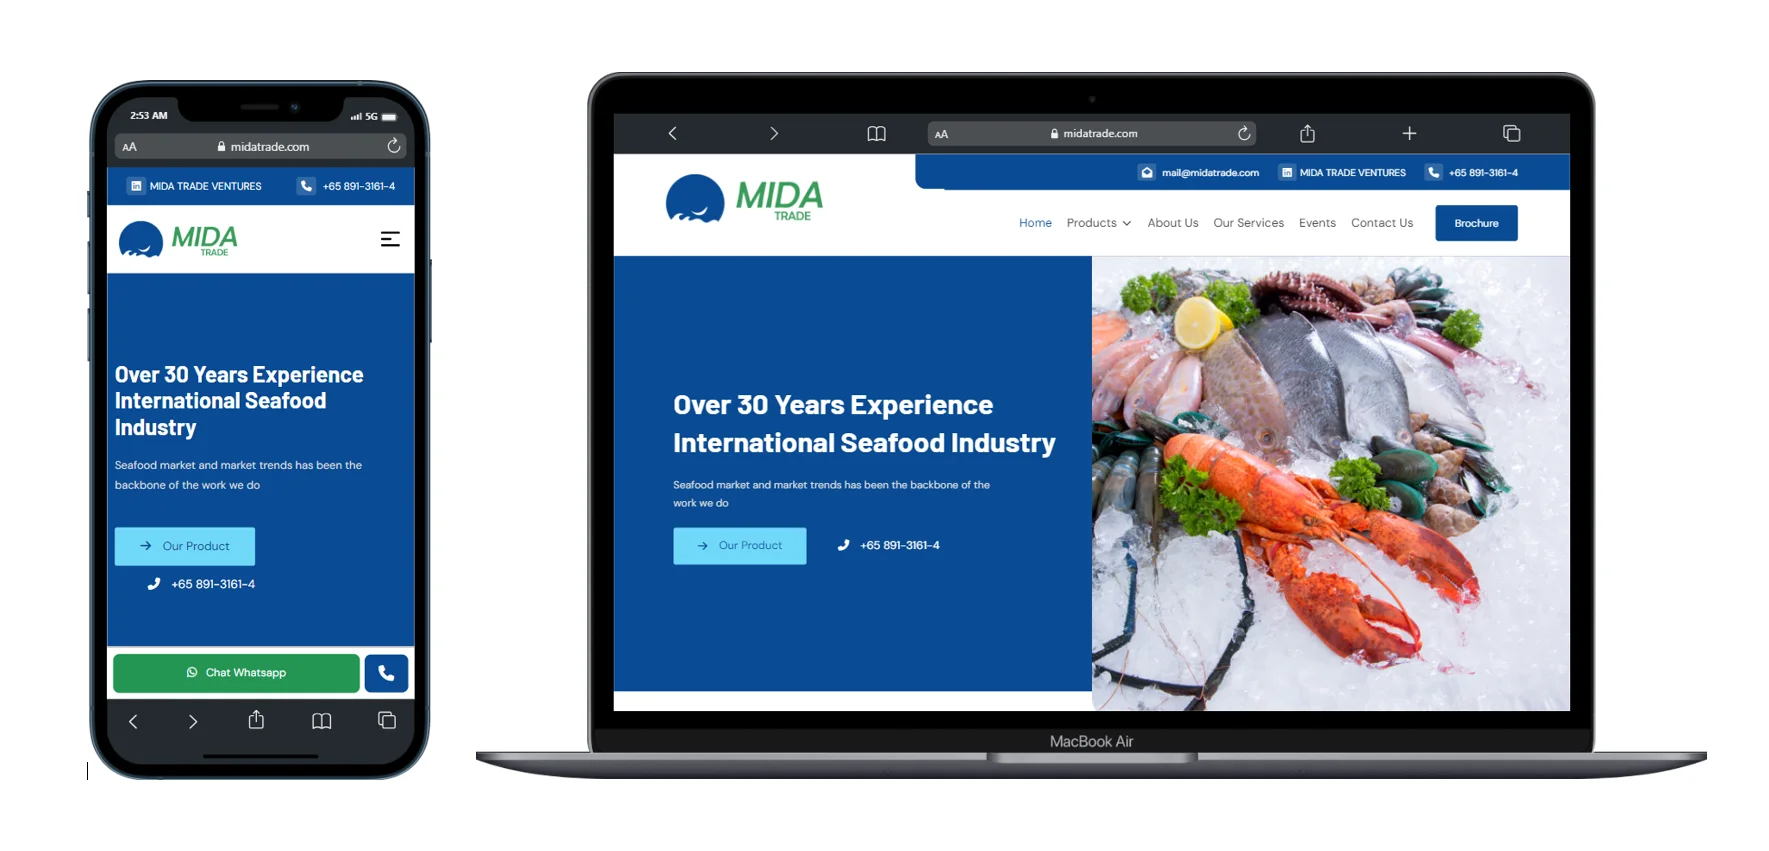 2:53 AM
5G
AA
midatrade.com
MIDA TRADE VENTURES
+65 891-3161-4
MIDA
TRADE
Over 30 Years Experience
International Seafood
Industry
Seafood market and market trends has been the
backbone of the work we do
Our Product
+65 891-3161-4
Chat Whatsapp
AA
midatrade.com
mail@midatrade.com
MIDA TRADE VENTURES
+65 891-3161-4
MIDA
TRADE
Home
Products
About Us
Our Services
Events
Contact Us
Brochure
Over 30 Years Experience
International Seafood Industry
Seafood market and market trends has been the backbone of the
work we do
Our Product
+65 891-3161-4
MacBook Air